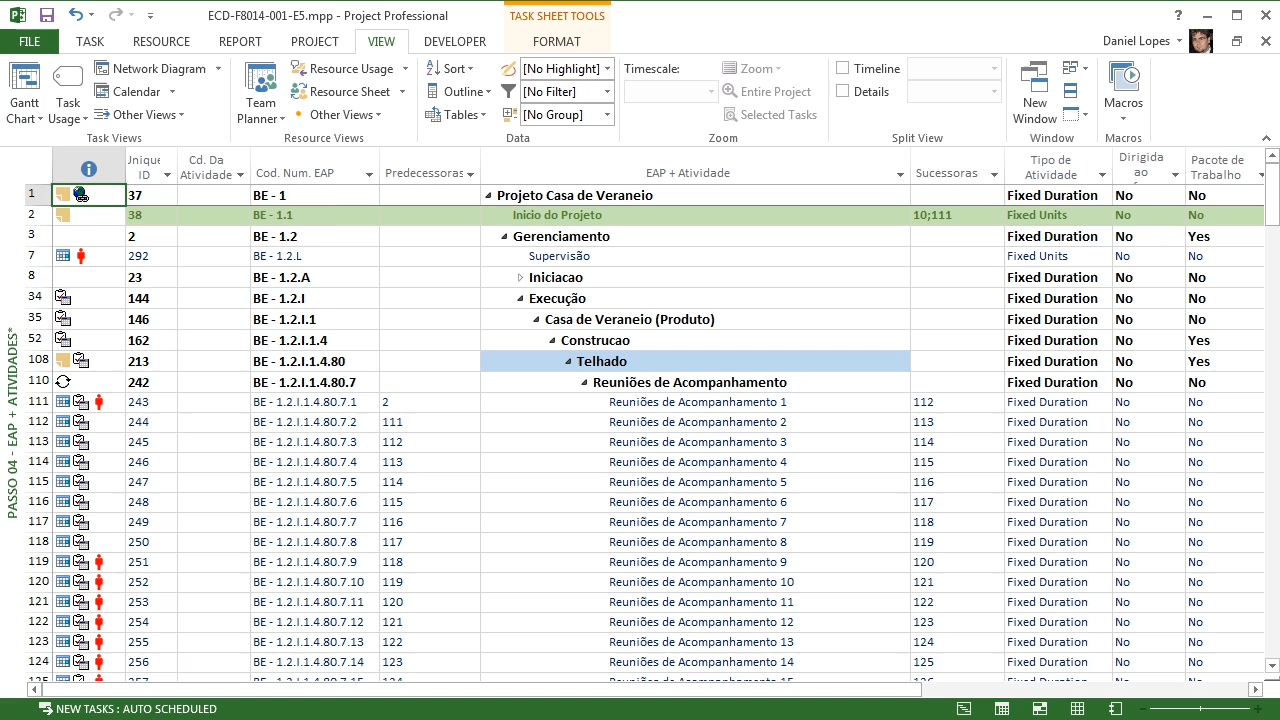 ECD-F8014-001-E5.mpp - Project Professional
TASK SHEET TOOLS
FILE TASK RESOURCE REPORT PROJECT VIEW DEVELOPER FORMAT
Daniel Lopes
Gantt Chart
Task Usage
Network Diagram
Calendar
Other Views
Task Views
Team Planner
Resource Usage
Resource Sheet
Other Views
Resource Views
Sort
Outline
Tables
[No Highlight]
[No Filter]
[No Group]
Data
Timescale:
Zoom
Entire Project
Selected Tasks
Zoom
Timeline
Details
Split View
New Window
Window
Macros
Macros
PASSO 04 - EAP + ATIVIDADES*
Jnique ID Cd. Da Atividade Cod. Num. EAP Predecessoras EAP + Atividade Sucessoras Tipo de Atividade Dirigida ao Pacote de Trabalho
1 37 BE - 1 Projeto Casa de Veraneio Fixed Duration No No
2 38 BE - 1.1 Inicio do Projeto 10;111 Fixed Units No No
3 2 BE - 1.2 Gerenciamento Fixed Duration No Yes
7 292 BE - 1.2.L Supervisão Fixed Units No No
8 23 BE - 1.2.A Iniciacao Fixed Duration No No
34 144 BE - 1.2.I Execução Fixed Duration No No
35 146 BE - 1.2.I.1 Casa de Veraneio (Produto) Fixed Duration No No
52 162 BE - 1.2.I.1.4 Construcao Fixed Duration No Yes
108 213 BE - 1.2.I.1.4.80 Telhado Fixed Duration No Yes
110 242 BE - 1.2.I.1.4.80.7 Reuniões de Acompanhamento Fixed Duration No No
111 243 BE - 1.2.I.1.4.80.7.1 2 Reuniões de Acompanhamento 1 112 Fixed Duration No No
112 244 BE - 1.2.I.1.4.80.7.2 111 Reuniões de Acompanhamento 2 113 Fixed Duration No No
113 245 BE - 1.2.I.1.4.80.7.3 112 Reuniões de Acompanhamento 3 114 Fixed Duration No No
114 246 BE - 1.2.I.1.4.80.7.4 113 Reuniões de Acompanhamento 4 115 Fixed Duration No No
115 247 BE - 1.2.I.1.4.80.7.5 114 Reuniões de Acompanhamento 5 116 Fixed Duration No No
116 248 BE - 1.2.I.1.4.80.7.6 115 Reuniões de Acompanhamento 6 117 Fixed Duration No No
117 249 BE - 1.2.I.1.4.80.7.7 116 Reuniões de Acompanhamento 7 118 Fixed Duration No No
118 250 BE - 1.2.I.1.4.80.7.8 117 Reuniões de Acompanhamento 8 119 Fixed Duration No No
119 251 BE - 1.2.I.1.4.80.7.9 118 Reuniões de Acompanhamento 9 120 Fixed Duration No No
120 252 BE - 1.2.I.1.4.80.7.10 119 Reuniões de Acompanhamento 10 121 Fixed Duration No No
121 253 BE - 1.2.I.1.4.80.7.11 120 Reuniões de Acompanhamento 11 122 Fixed Duration No No
122 254 BE - 1.2.I.1.4.80.7.12 121 Reuniões de Acompanhamento 12 123 Fixed Duration No No
123 255 BE - 1.2.I.1.4.80.7.13 122 Reuniões de Acompanhamento 13 124 Fixed Duration No No
124 256 BE - 1.2.I.1.4.80.7.14 123 Reuniões de Acompanhamento 14 125 Fixed Duration No No
NEW TASKS : AUTO SCHEDULED